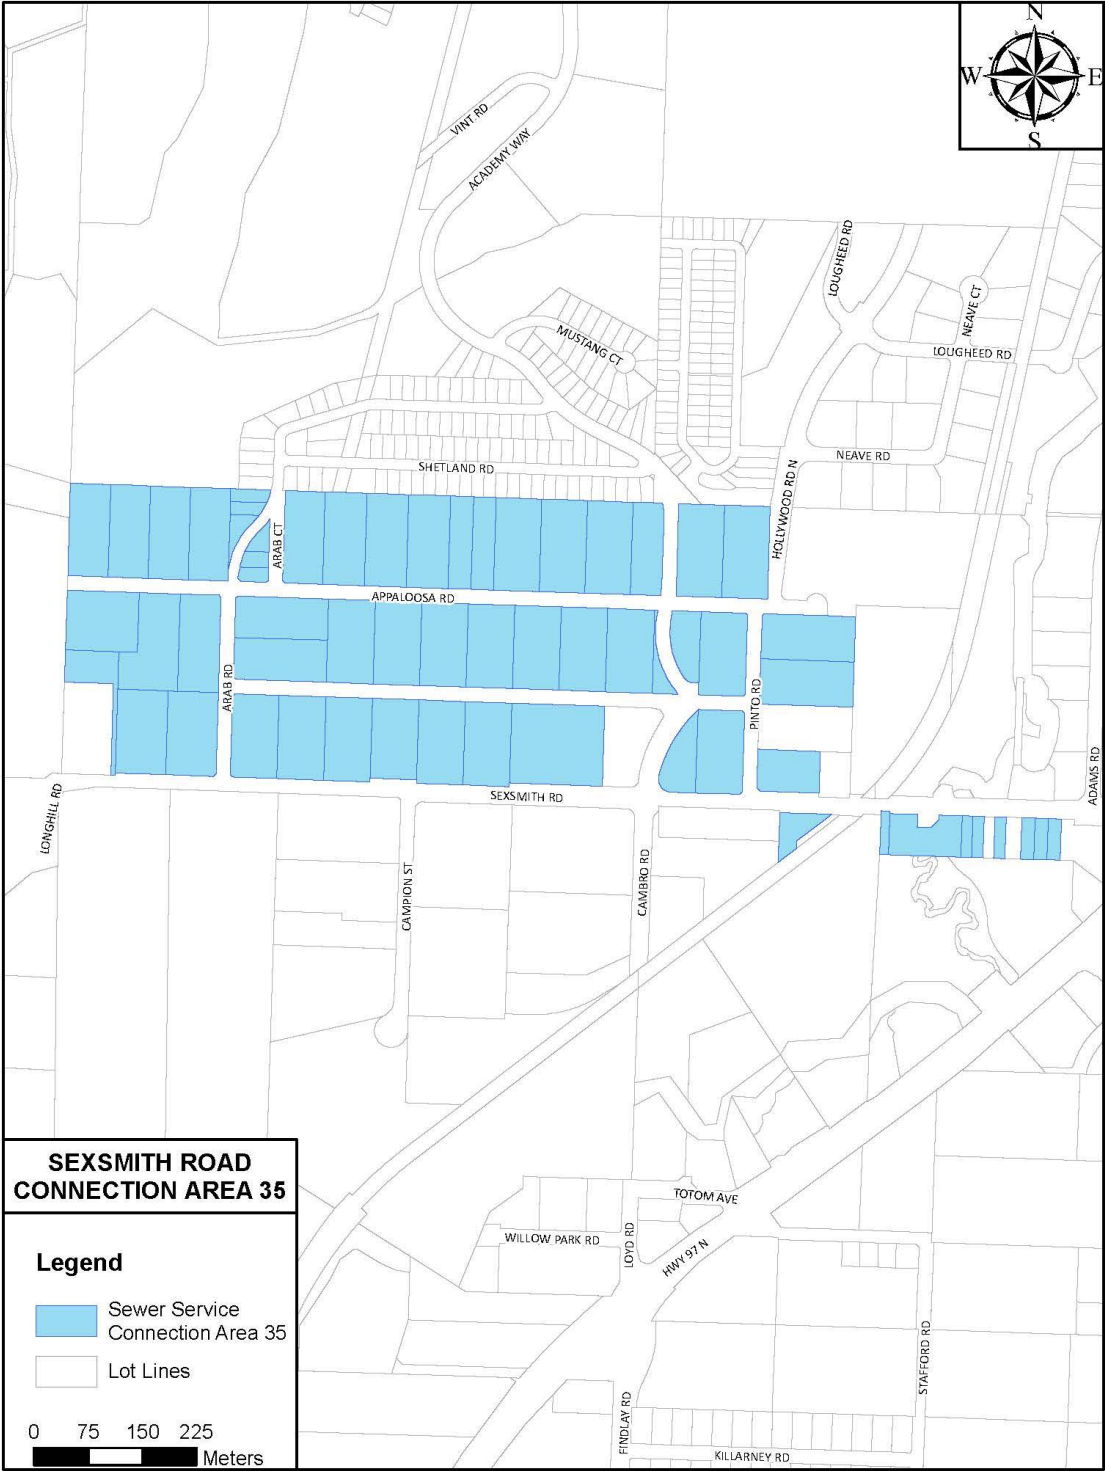 N
W E
S
VINT RD
ACADEMY WAY
LOUGHEED RD
NEAVE CT
MUSTANG CT
LOUGHEED RD
NEAVE RD
SHETLAND RD
HOLLYWOOD RD N
ARAB CT
APPALOOSA RD
ARAB RD
PINTO RD
ADAMS RD
SEXSMITH RD
LONGHILL RD
CAMPION ST
CAMBRO RD
SEXSMITH ROAD
CONNECTION AREA 35
TOTOM AVE
WILLOW PARK RD
LOYD RD
HWY 97 N
Legend
Sewer Service
Connection Area 35
Lot Lines
STAFFORD RD
FINDLAY RD
KILLARNEY RD
0 75 150 225
Meters